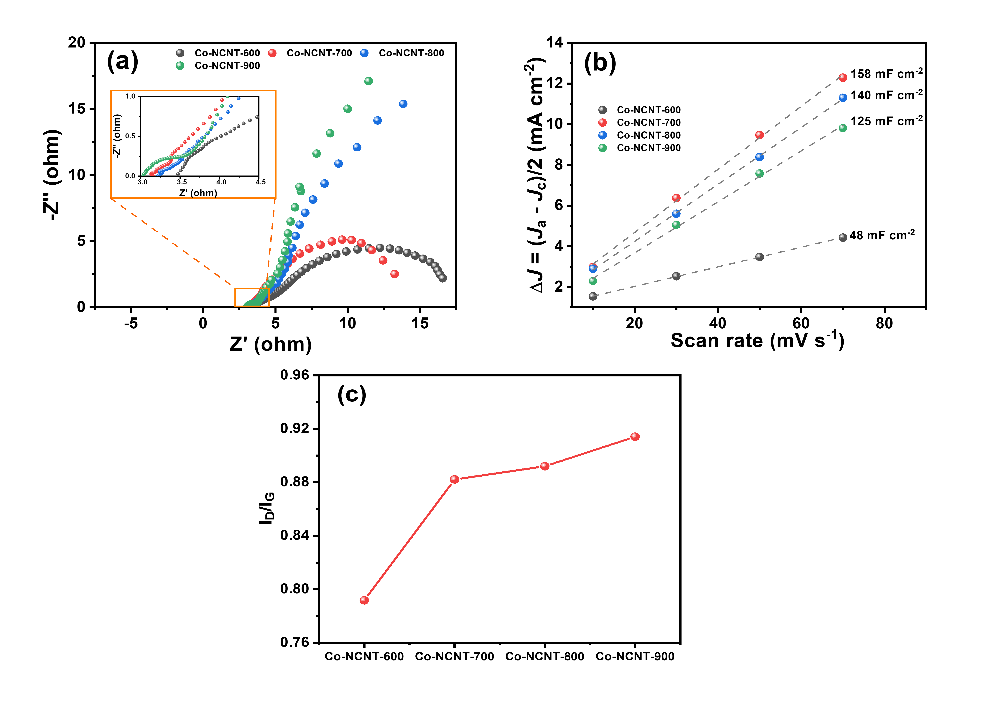 (a)
Co-NCNT-600 Co-NCNT-700 Co-NCNT-800
Co-NCNT-900
20
15
10
5
0
-Z'' (ohm)
-5 0 5 10 15
Z' (ohm)
1.0
0.5
0.0
-Z'' (ohm)
3.0 3.5 4.0 4.5
Z' (ohm)
(b)
14
12
10
8
6
4
2
ΔJ = (Ja - Jc)/2 (mA cm-2)
Co-NCNT-600
Co-NCNT-700
Co-NCNT-800
Co-NCNT-900
158 mF cm-2
140 mF cm-2
125 mF cm-2
48 mF cm-2
20 40 60 80
Scan rate (mV s-1)
(c)
0.96
0.92
0.88
0.84
0.80
0.76
ID/IG
Co-NCNT-600 Co-NCNT-700 Co-NCNT-800 Co-NCNT-900